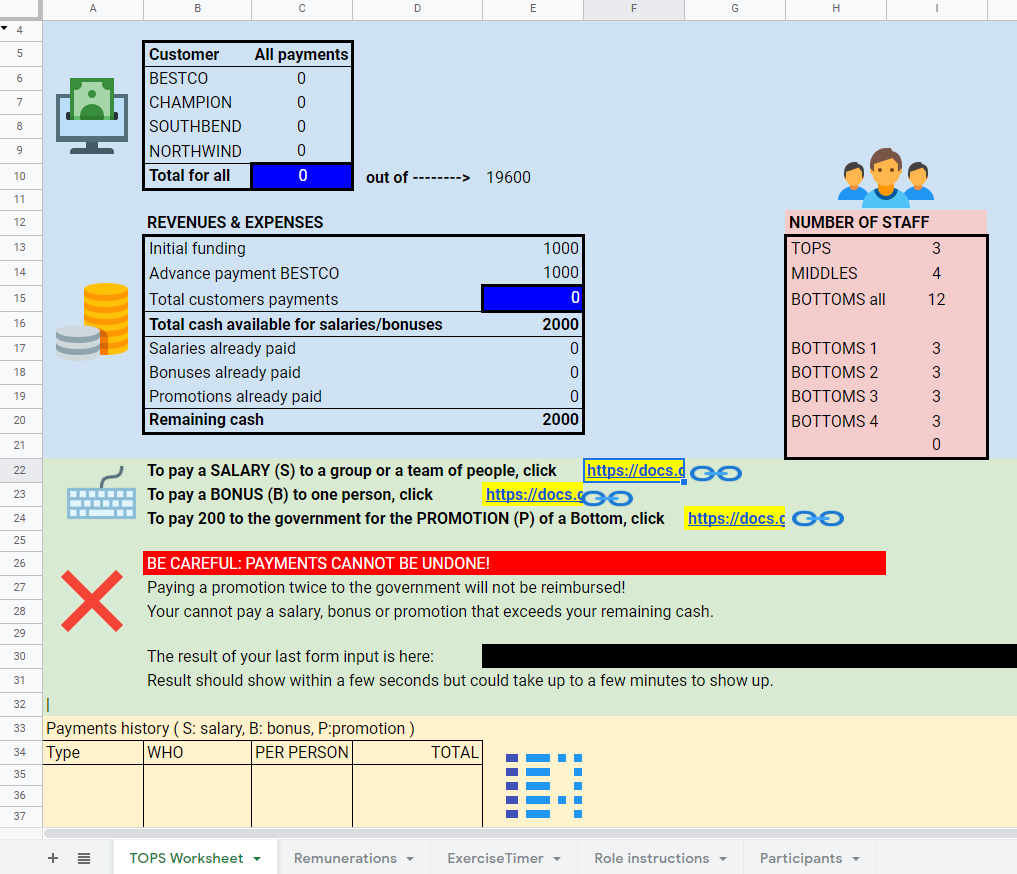 A B C D E F G H I
4
5 Customer All payments
6 BESTCO 0
7 CHAMPION 0
8 SOUTHBEND 0
9 NORTHWIND 0
10 Total for all 0 out of --------> 19600
11
12 REVENUES & EXPENSES NUMBER OF STAFF
13 Initial funding 1000 TOPS 3
14 Advance payment BESTCO 1000 MIDDLES 4
15 Total customers payments 0 BOTTOMS all 12
16 Total cash available for salaries/bonuses 2000
17 Salaries already paid 0 BOTTOMS 1 3
18 Bonuses already paid 0 BOTTOMS 2 3
19 Promotions already paid 0 BOTTOMS 3 3
20 Remaining cash 2000 BOTTOMS 4 3
21 0
22 To pay a SALARY (S) to a group or a team of people, click https://docs.c
23 To pay a BONUS (B) to one person, click https://docs.
24 To pay 200 to the government for the PROMOTION (P) of a Bottom, click https://docs.g
25
26 BE CAREFUL: PAYMENTS CANNOT BE UNDONE!
27 Paying a promotion twice to the government will not be reimbursed!
28 Your cannot pay a salary, bonus or promotion that exceeds your remaining cash.
29
30 The result of your last form input is here:
31 Result should show within a few seconds but could take up to a few minutes to show up.
32
33 Payments history ( S: salary, B: bonus, P:promotion )
34 Type WHO PER PERSON TOTAL
35
36
37
+ TOPS Worksheet Remunerations ExerciseTimer Role instructions Participants